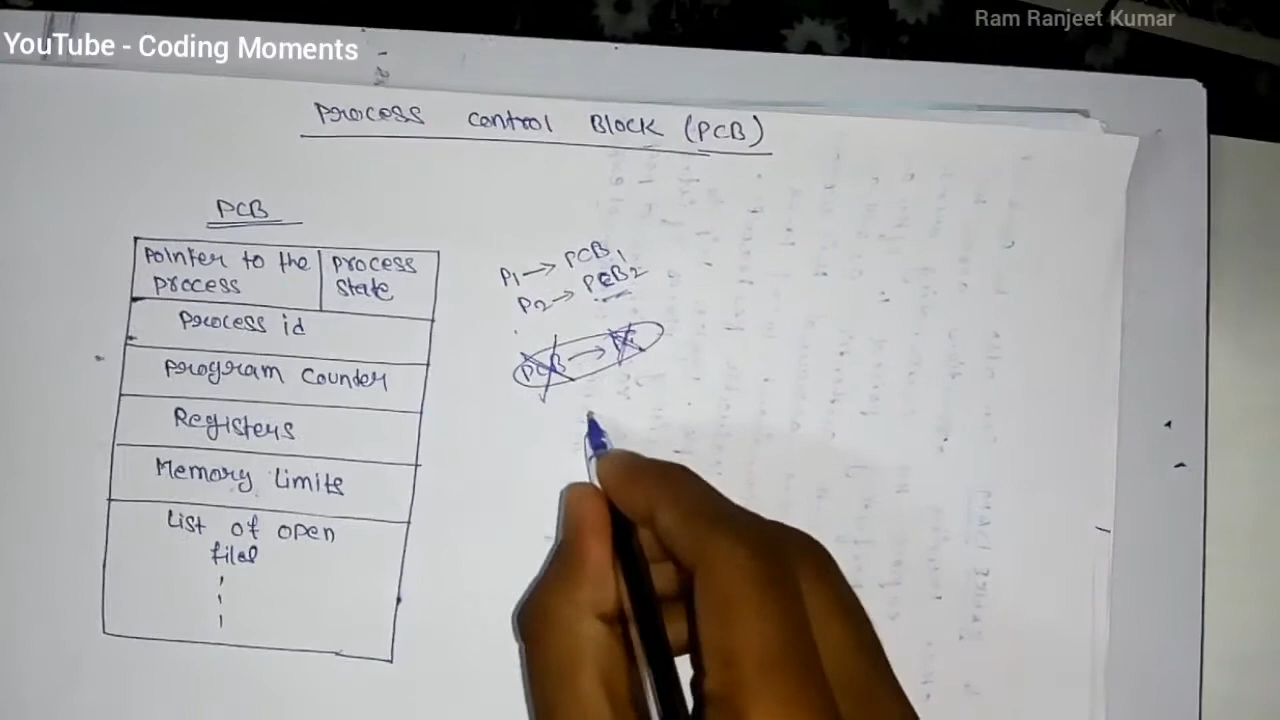 Ram Ranjeet Kumar
YouTube - Coding Moments
Process Control Block (PCB)
PCB
Pointer to the process
Process State
Process id
Program Counter
Registers
Memory Limits
List of open
files
P1 → PCB1
P2 → PCB2
PCB →